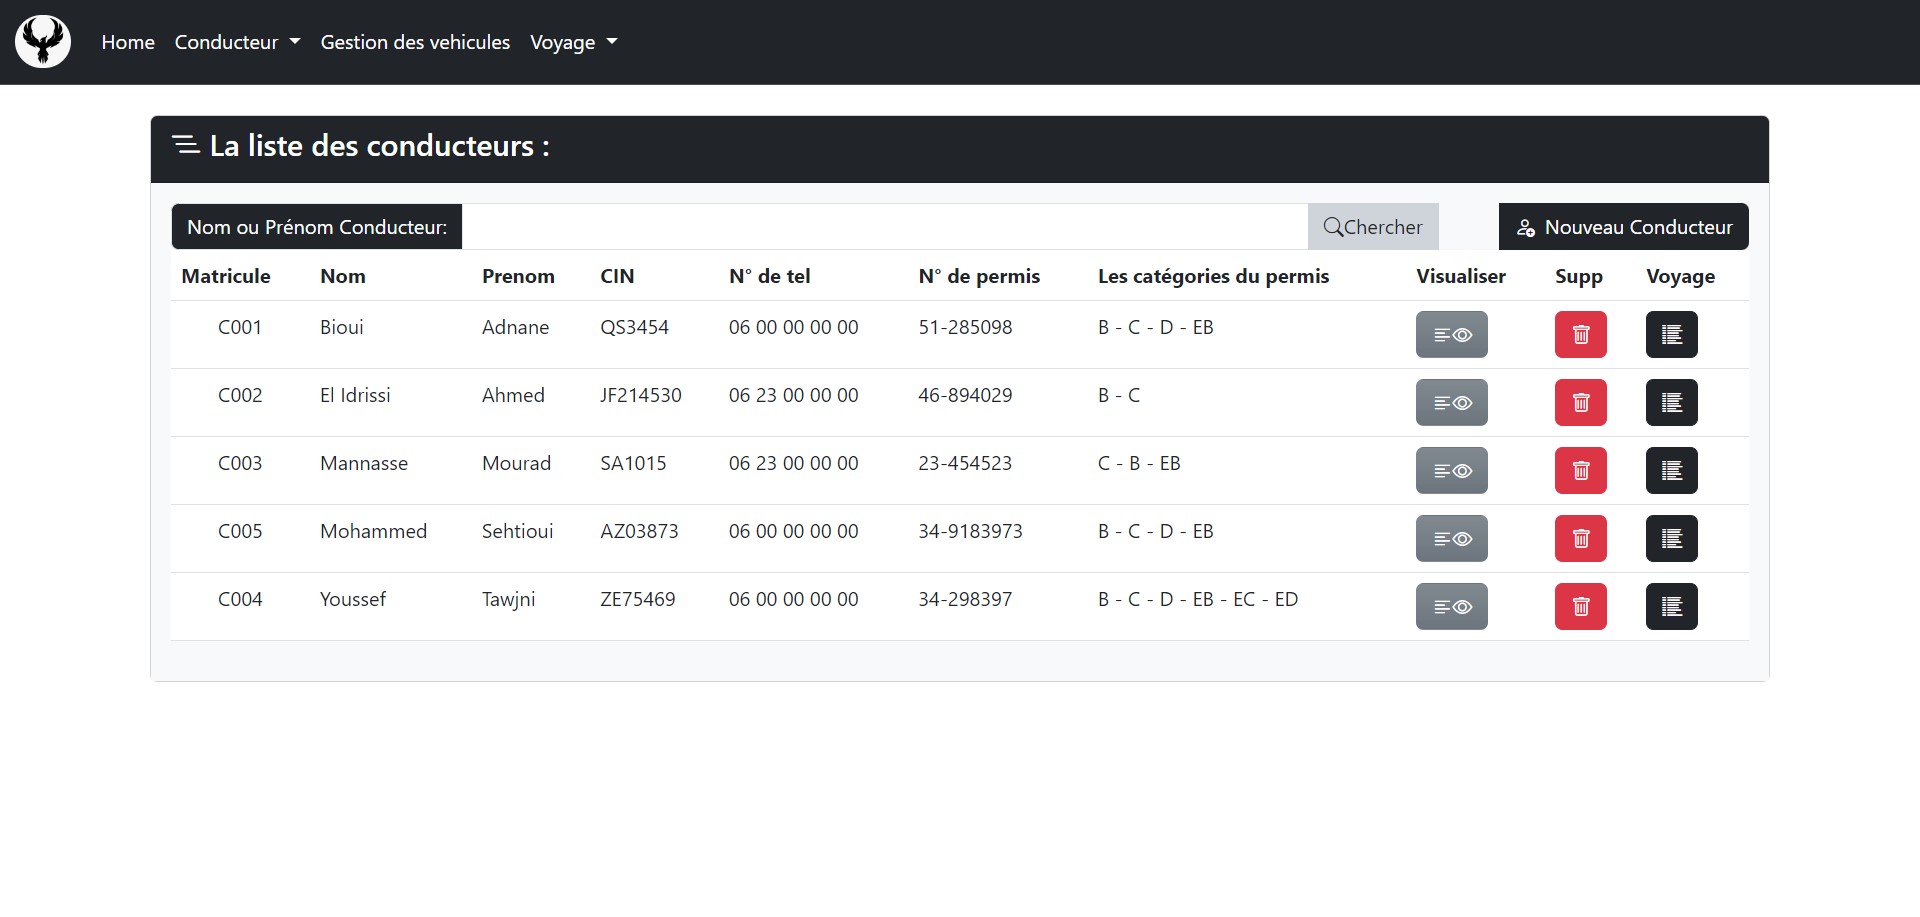 Home Conducteur Gestion des vehicules Voyage
La liste des conducteurs :
Nom ou Prénom Conducteur: Chercher Nouveau Conducteur
Matricule Nom Prenom CIN N° de tel N° de permis Les catégories du permis Visualiser Supp Voyage
C001 Bioui Adnane QS3454 06 00 00 00 00 51-285098 B - C - D - EB
C002 El Idrissi Ahmed JF214530 06 23 00 00 00 46-894029 B - C
C003 Mannasse Mourad SA1015 06 23 00 00 00 23-454523 C - B - EB
C005 Mohammed Sehtioui AZ03873 06 00 00 00 00 34-9183973 B - C - D - EB
C004 Youssef Tawjni ZE75469 06 00 00 00 00 34-298397 B - C - D - EB - EC - ED